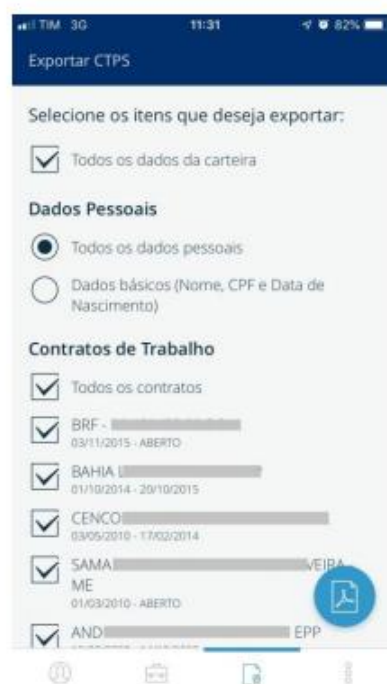 TIM 3G 11:31 82%
Exportar CTPS
Selecione os itens que deseja exportar:
Todos os dados da carteira
Dados Pessoais
Todos os dados pessoais
Dados básicos (Nome, CPF e Data de
Nascimento)
Contratos de Trabalho
Todos os contratos
BRF -
03/11/2015 - ABERTO
BAHIA
01/10/2014 - 20/10/2015
CENCO
03/05/2010 - 17/02/2014
SAMA VEIRA
ME
01/03/2010 - ABERTO
AND EPP